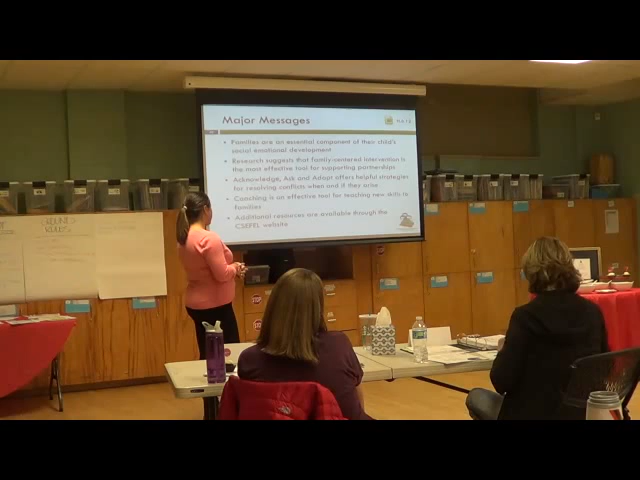 Major Messages
Families are an essential component of their child's
social emotional development
Research suggests that family-centered intervention is
the most effective tool for supporting partnerships
Acknowledge, Ask and Adapt offers helpful strategies
for resolving conflicts when and if they arise
Coaching is an effective tool for teaching new skills to
families
Additional resources are available through the
CSEFEL website
STOP
STOP